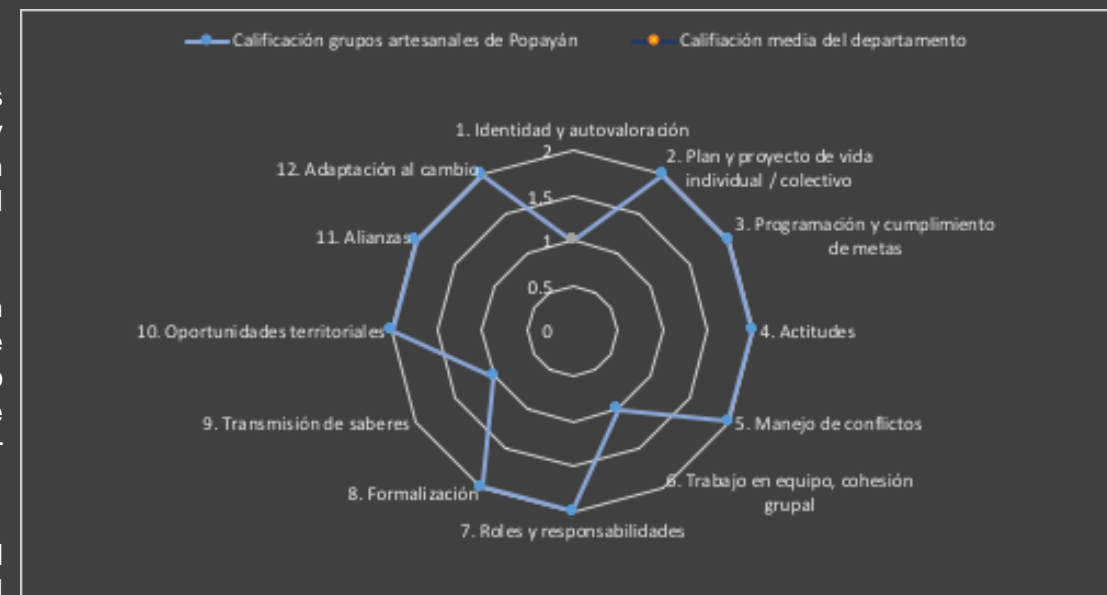 Calificación grupos artesanales de Popayán
Califiación media del departamento
1. Identidad y autovaloración
2. Plan y proyecto de vida
individual / colectivo
3. Programación y cumplimiento
de metas
4. Actitudes
5. Manejo de conflictos
6. Trabajo en equipo, cohesión
grupal
7. Roles y responsabilidades
8. Formalización
9. Transmisión de saberes
10. Oportunidades territoriales
11. Alianzas
12. Adaptación al cambio
2
1.5
1
0.5
0